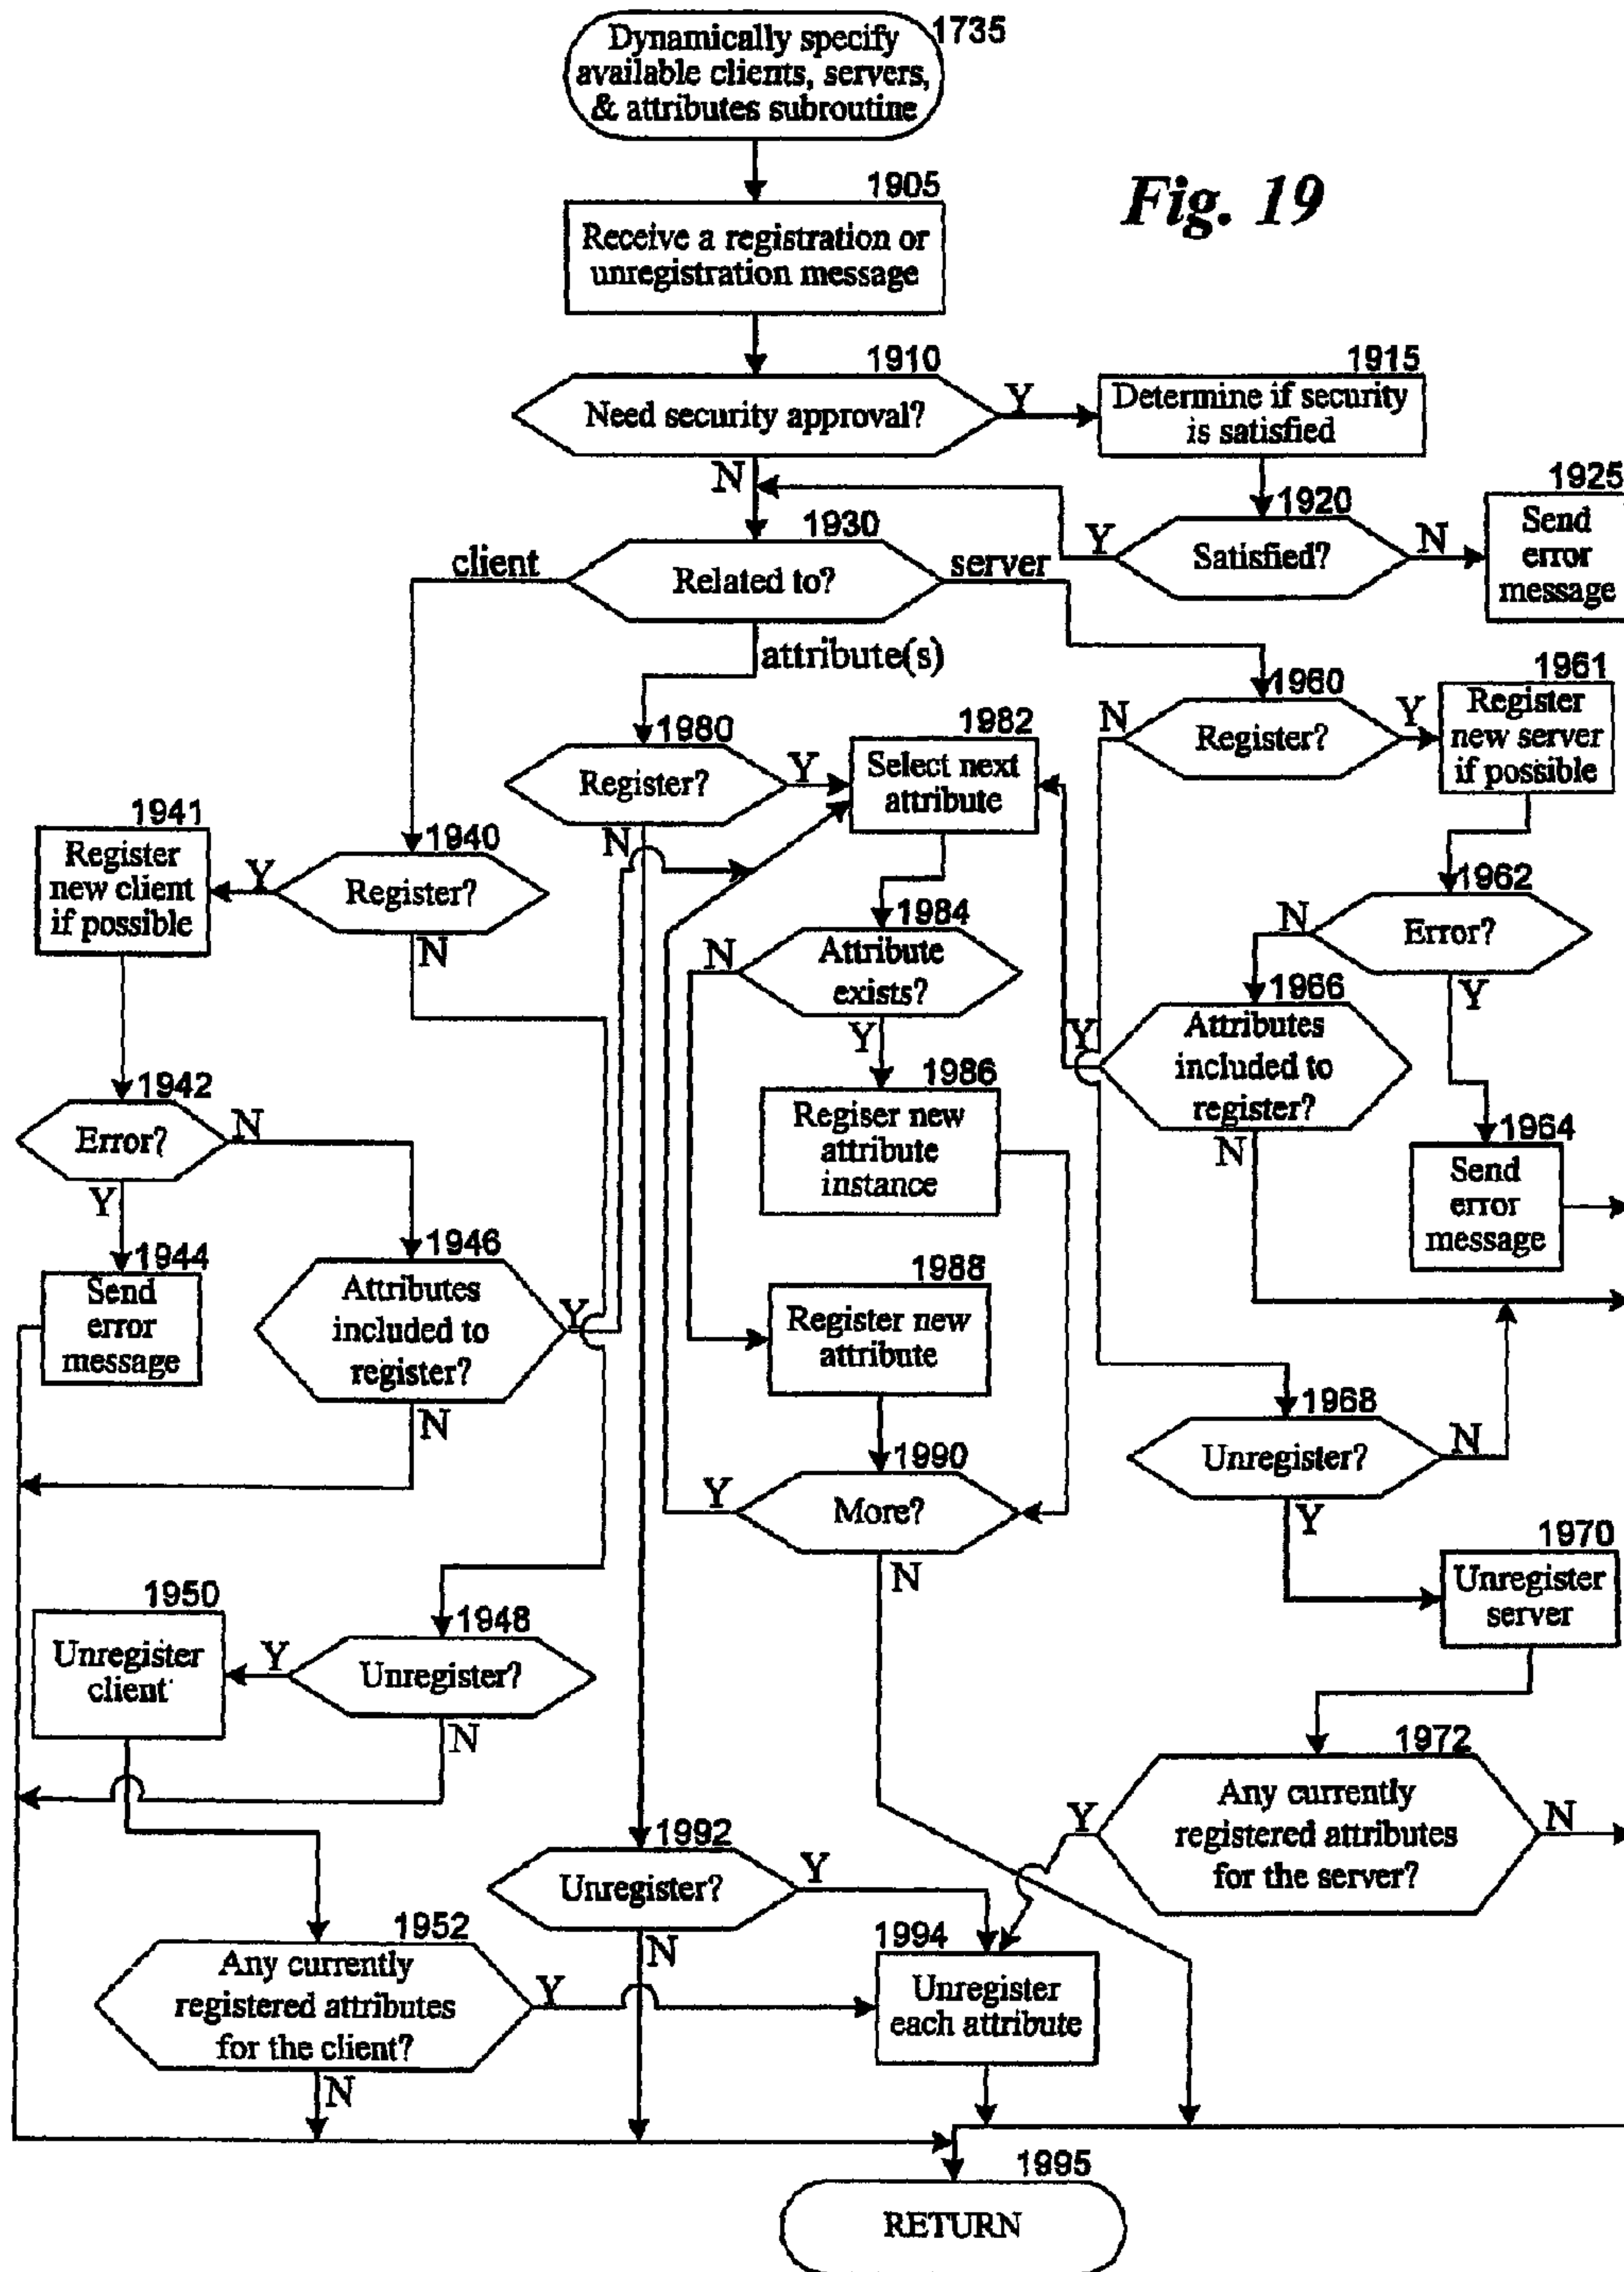 1735
Dynamically specify
available clients, servers,
& attributes subroutine
Fig. 19
1905
Receive a registration or
unregistration message
1910
Need security approval?
Y
N
1915
Determine if security
is satisfied
1920
Satisfied?
Y
N
1925
Send
error
message
1930
Related to?
client
server
attribute(s)
1960
Register?
N
Y
1961
Register
new server
if possible
1980
Register?
Y
N
1982
Select next
attribute
1941
Register
new client
if possible
1940
Register?
Y
N
1962
Error?
N
Y
1984
Attribute
exists?
N
Y
1966
Attributes
included to
register?
Y
N
1986
Regiser new
attribute
instance
1942
Error?
N
Y
1964
Send
error
message
1944
Send
error
message
1946
Attributes
included to
register?
Y
N
1988
Register new
attribute
1968
Unregister?
N
Y
1990
More?
Y
N
1970
Unregister
server
1950
Unregister
client
1948
Unregister?
Y
N
1972
Any currently
registered attributes
for the server?
Y
N
1992
Unregister?
Y
N
1952
Any currently
registered attributes
for the client?
Y
N
1994
Unregister
each attribute
1995
RETURN